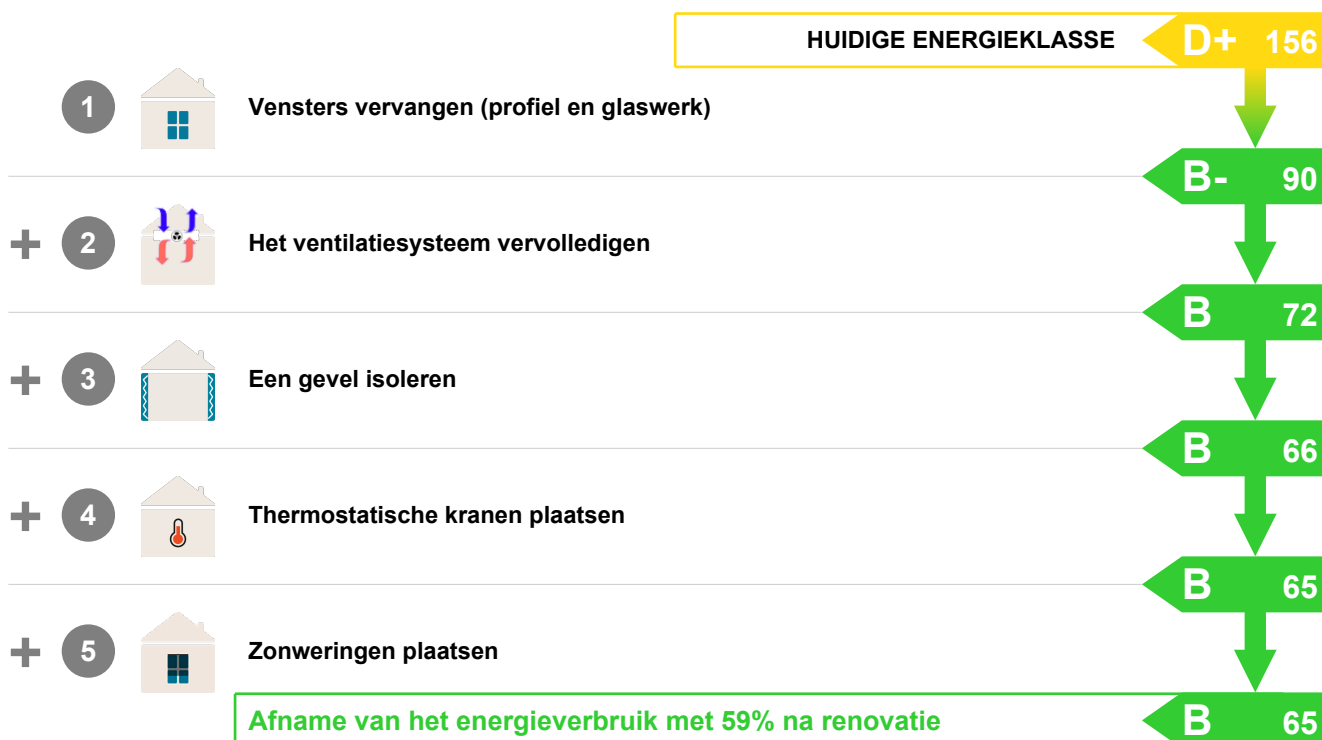 HUIDIGE ENERGIEKLASSE D+ 156
1 Vensters vervangen (profiel en glaswerk)
B- 90
+ 2 Het ventilatiesysteem vervolledigen
B 72
+ 3 Een gevel isoleren
B 66
+ 4 Thermostatische kranen plaatsen
B 65
+ 5 Zonweringen plaatsen
Afname van het energieverbruik met 59% na renovatie B 65